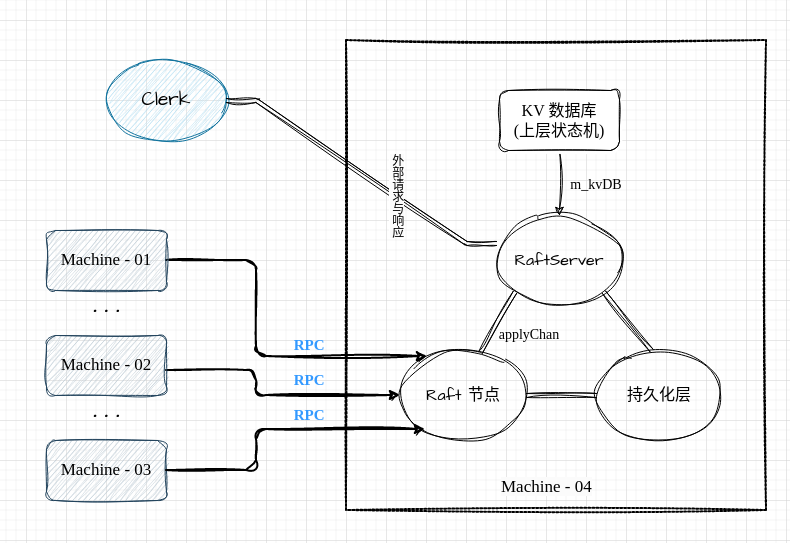 Clerk
KV 数据库
(上层状态机)
外部请求与响应
m_kvDB
Machine - 01
RaftServer
. . .
RPC
applyChan
Machine - 02
RPC
Raft 节点
持久化层
. . .
RPC
Machine - 03
Machine - 04